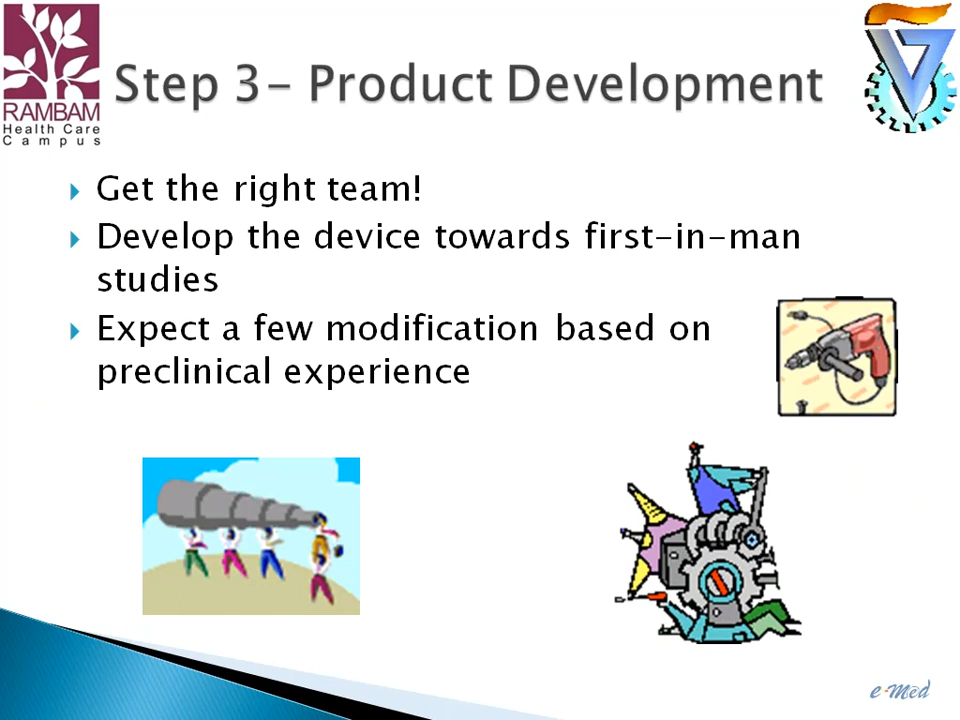 RAMBAM
Health Care
Campus
Step 3- Product Development
Get the right team!
Develop the device towards first-in-man
studies
Expect a few modification based on
preclinical experience
e-Med